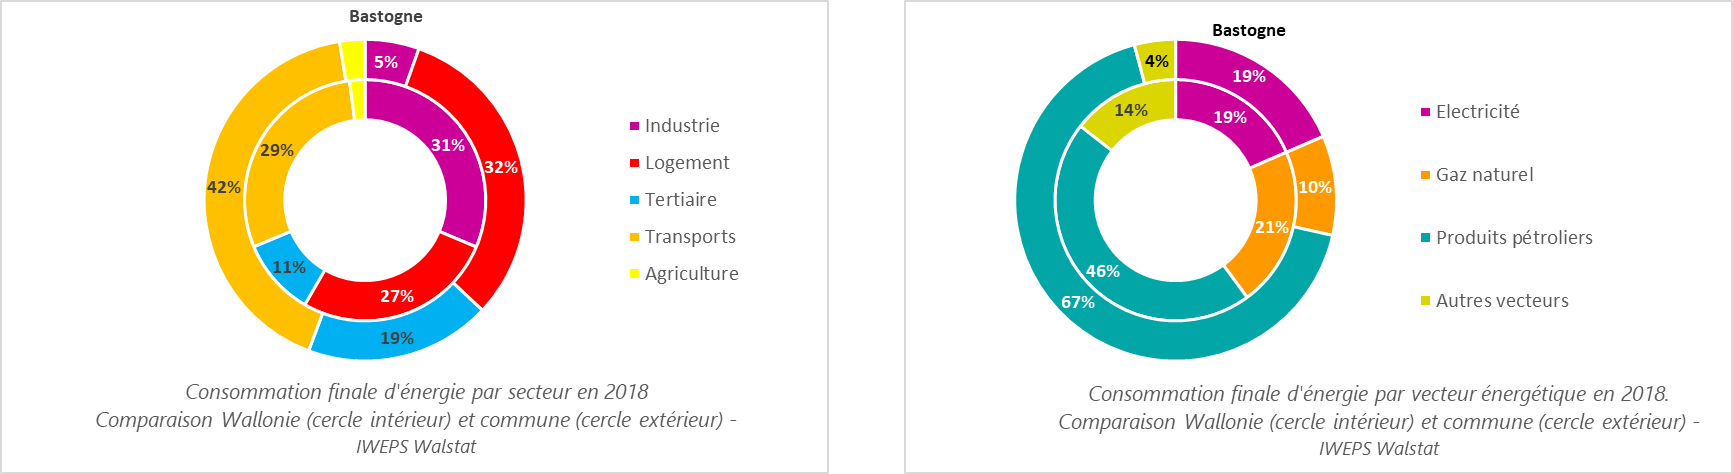 Bastogne
5%
31%
32%
29%
42%
11%
27%
19%
Industrie
Logement
Tertiaire
Transports
Agriculture
Consommation finale d'énergie par secteur en 2018
Comparaison Wallonie (cercle intérieur) et commune (cercle extérieur) -
IWEPS Walstat
Bastogne
4%
19%
14%
19%
10%
21%
46%
67%
Electricité
Gaz naturel
Produits pétroliers
Autres vecteurs
Consommation finale d'énergie par vecteur énergétique en 2018.
Comparaison Wallonie (cercle intérieur) et commune (cercle extérieur) -
IWEPS Walstat